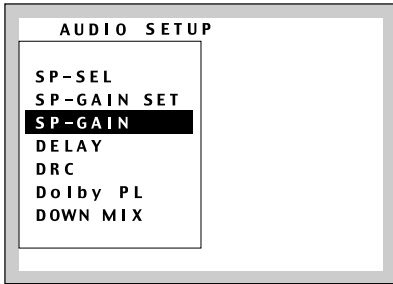 AUDIO SETUP
SP-SEL
SP-GAIN SET
SP-GAIN
DELAY
DRC
Dolby PL
DOWN MIX